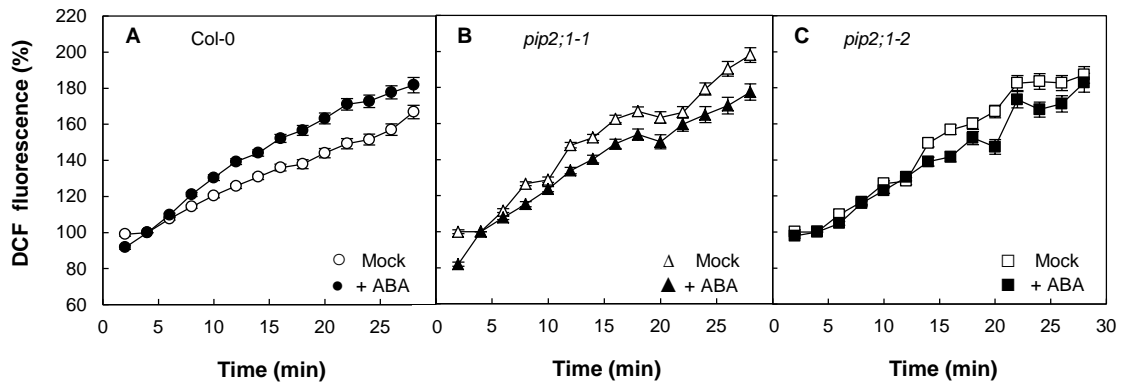 DCF fluorescence (%)
220
200
180
160
140
120
100
80
60
A Col-0
Mock
+ ABA
0 5 10 15 20 25
Time (min)
B pip2;1-1
Mock
+ ABA
0 5 10 15 20 25
Time (min)
C pip2;1-2
Mock
+ ABA
0 5 10 15 20 25 30
Time (min)